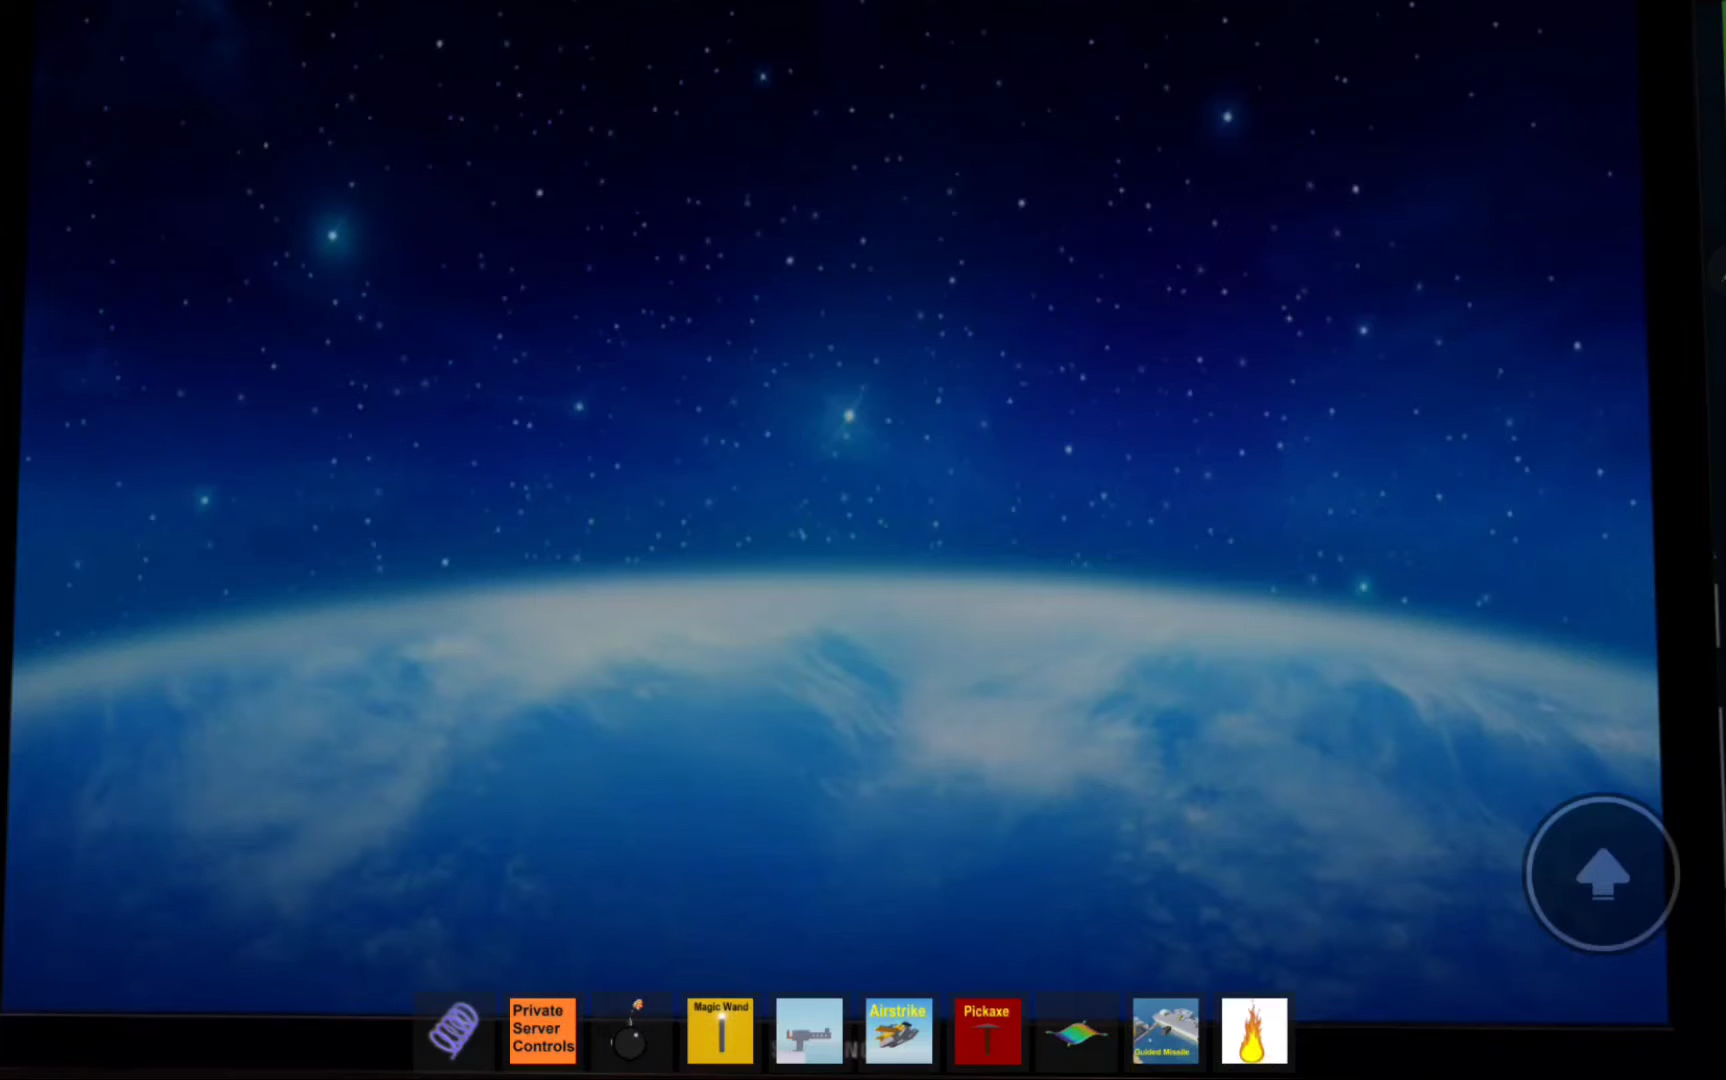 Private
Server
Controls
Magic Wand
Airstrike
Pickaxe
Guided Missile